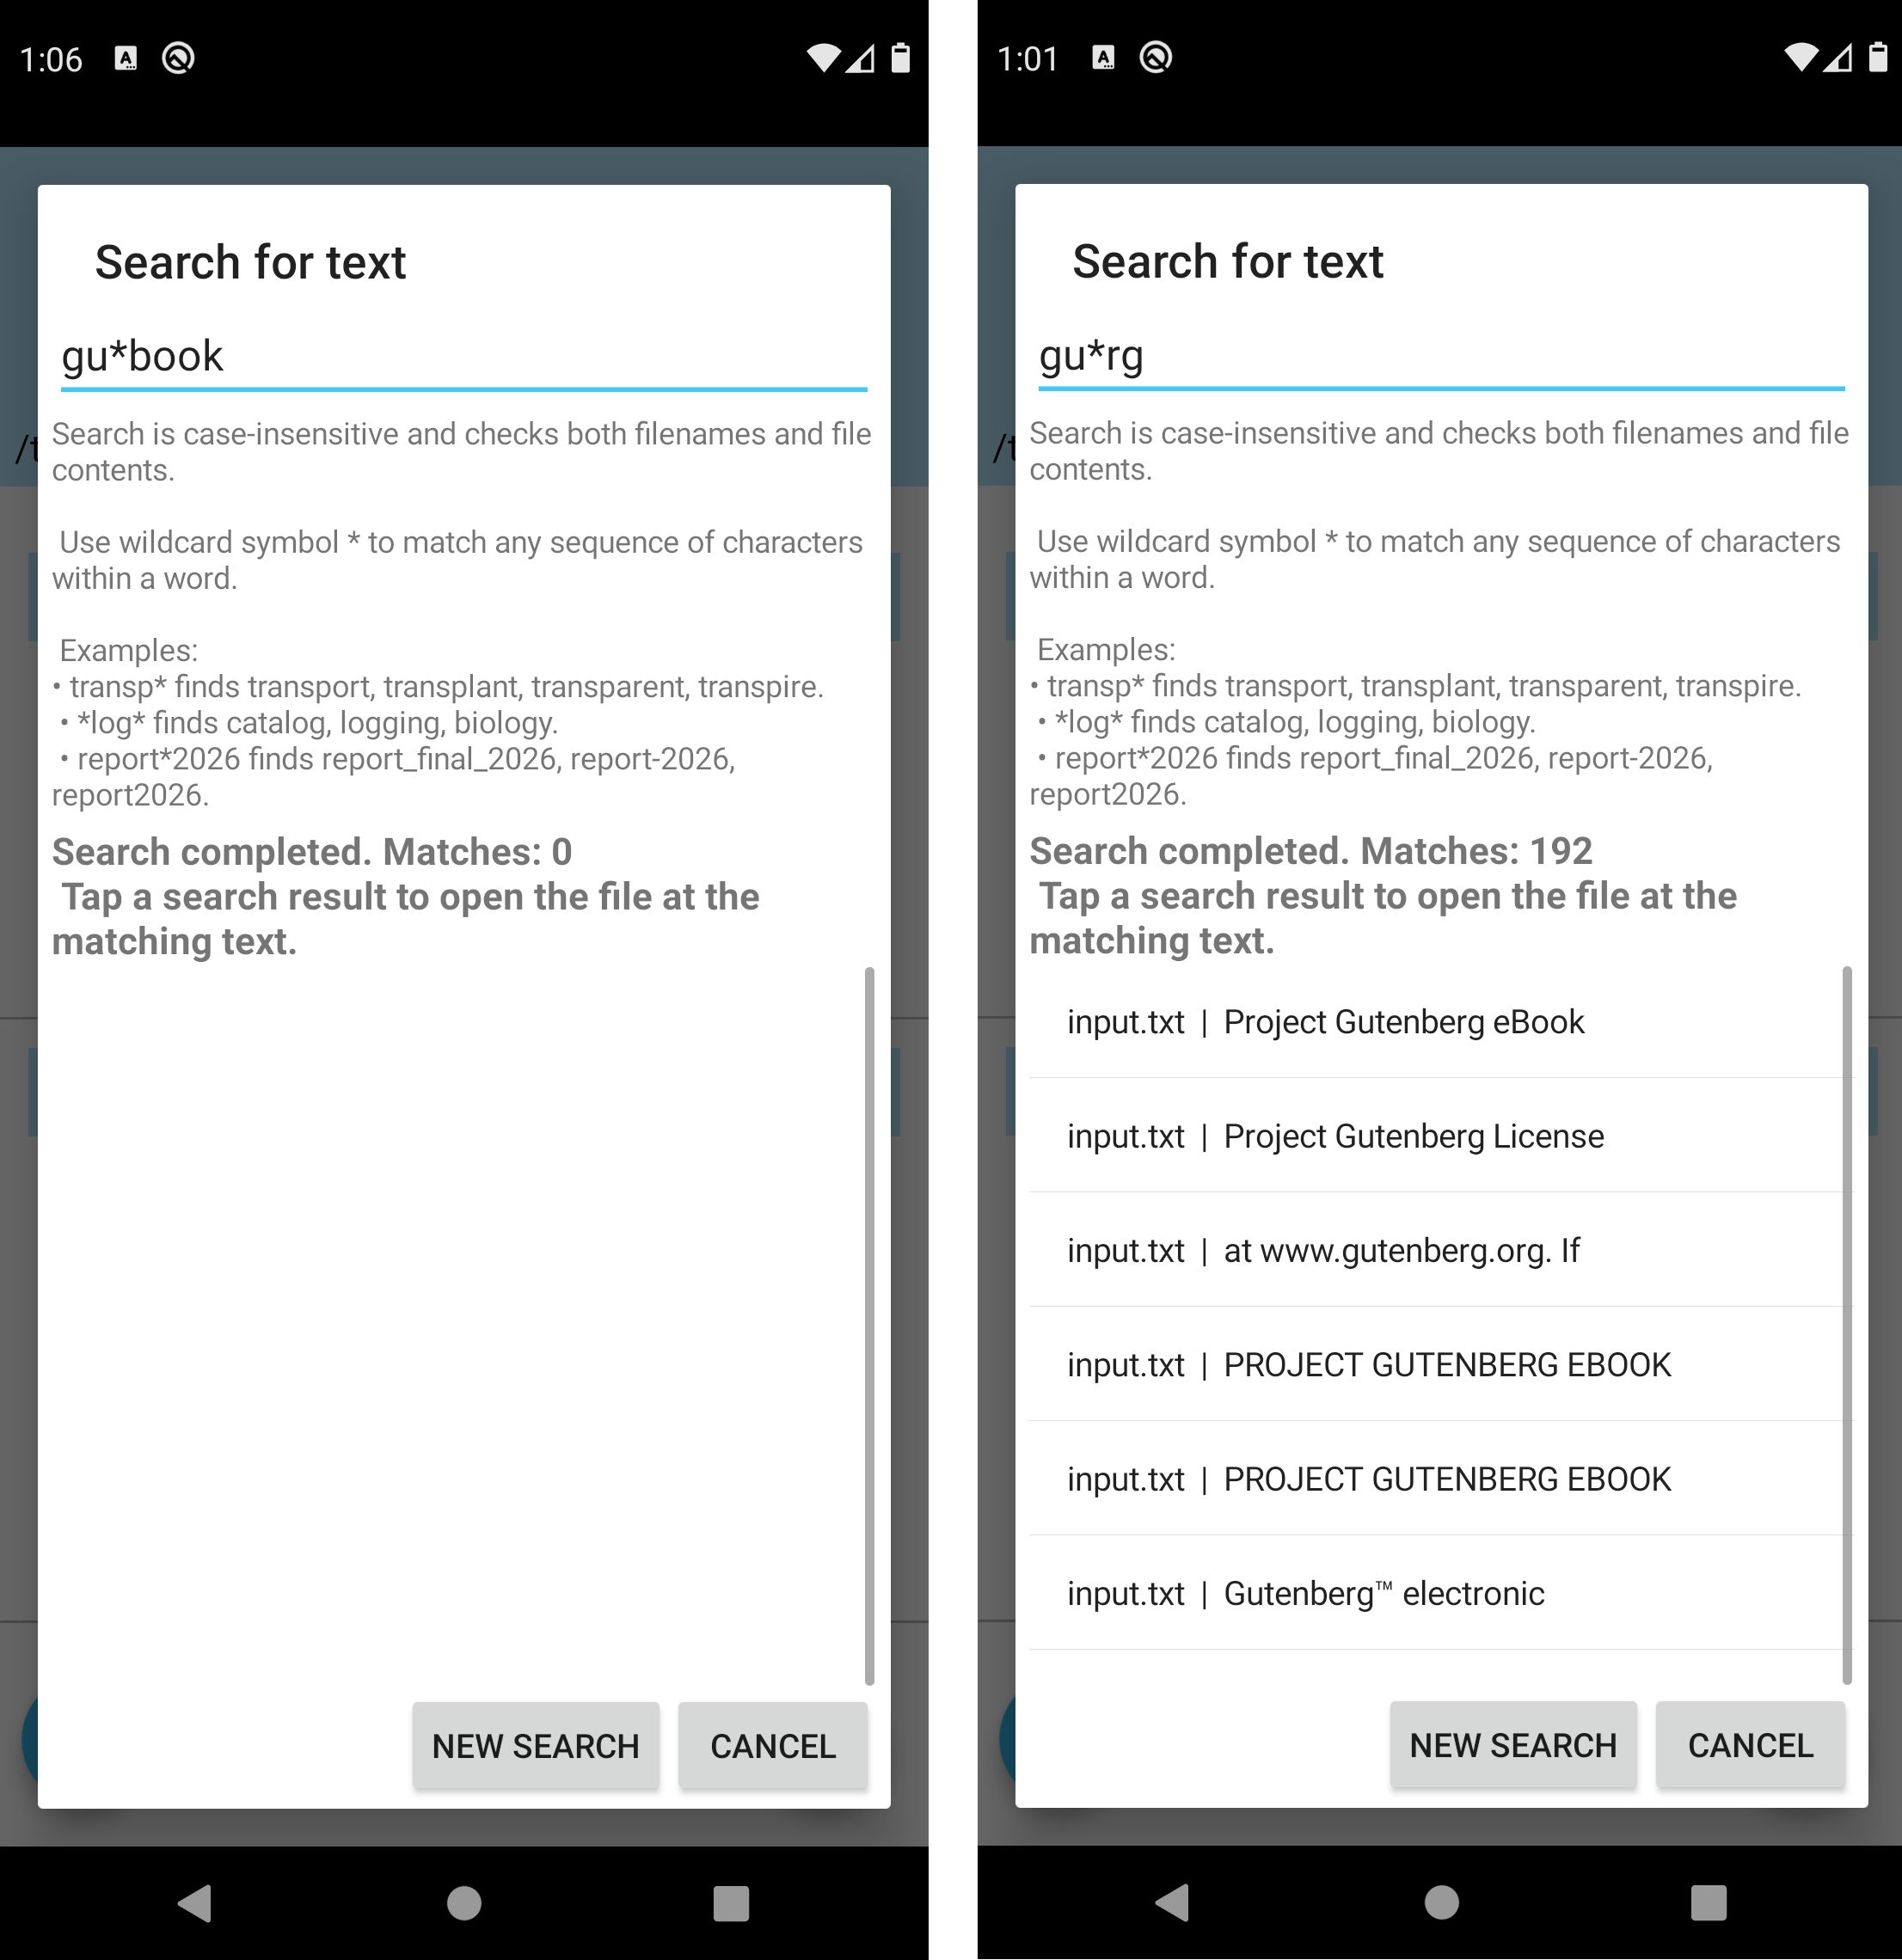 1:06
Search for text
gu*book
/t
Search is case-insensitive and checks both filenames and file
contents.
Use wildcard symbol * to match any sequence of characters
within a word.
Examples:
• transp* finds transport, transplant, transparent, transpire.
• *log* finds catalog, logging, biology.
• report*2026 finds report_final_2026, report-2026,
report2026.
Search completed. Matches: 0
Tap a search result to open the file at the
matching text.
NEW SEARCH CANCEL
1:01
Search for text
gu*rg
/t
Search is case-insensitive and checks both filenames and file
contents.
Use wildcard symbol * to match any sequence of characters
within a word.
Examples:
• transp* finds transport, transplant, transparent, transpire.
• *log* finds catalog, logging, biology.
• report*2026 finds report_final_2026, report-2026,
report2026.
Search completed. Matches: 192
Tap a search result to open the file at the
matching text.
input.txt | Project Gutenberg eBook
input.txt | Project Gutenberg License
input.txt | at www.gutenberg.org. If
input.txt | PROJECT GUTENBERG EBOOK
input.txt | PROJECT GUTENBERG EBOOK
input.txt | Gutenberg™ electronic
NEW SEARCH CANCEL